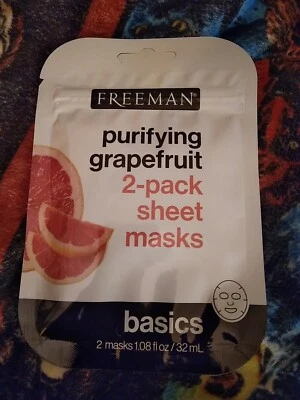 FREEMAN®
purifying
grapefruit
2-pack
sheet
masks
basics
2 masks 1.08 fl oz / 32 mL